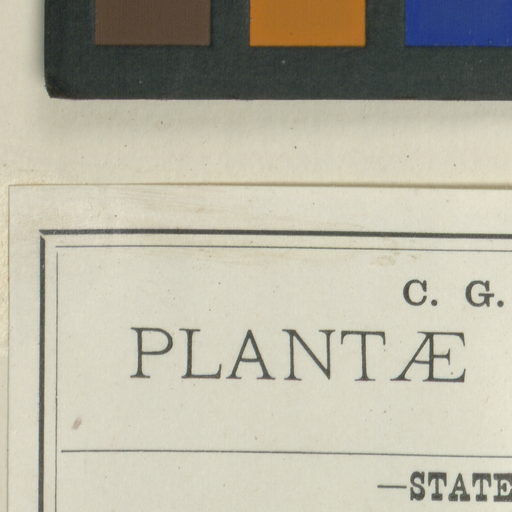 C. G.
PLANTÆ
—STATE